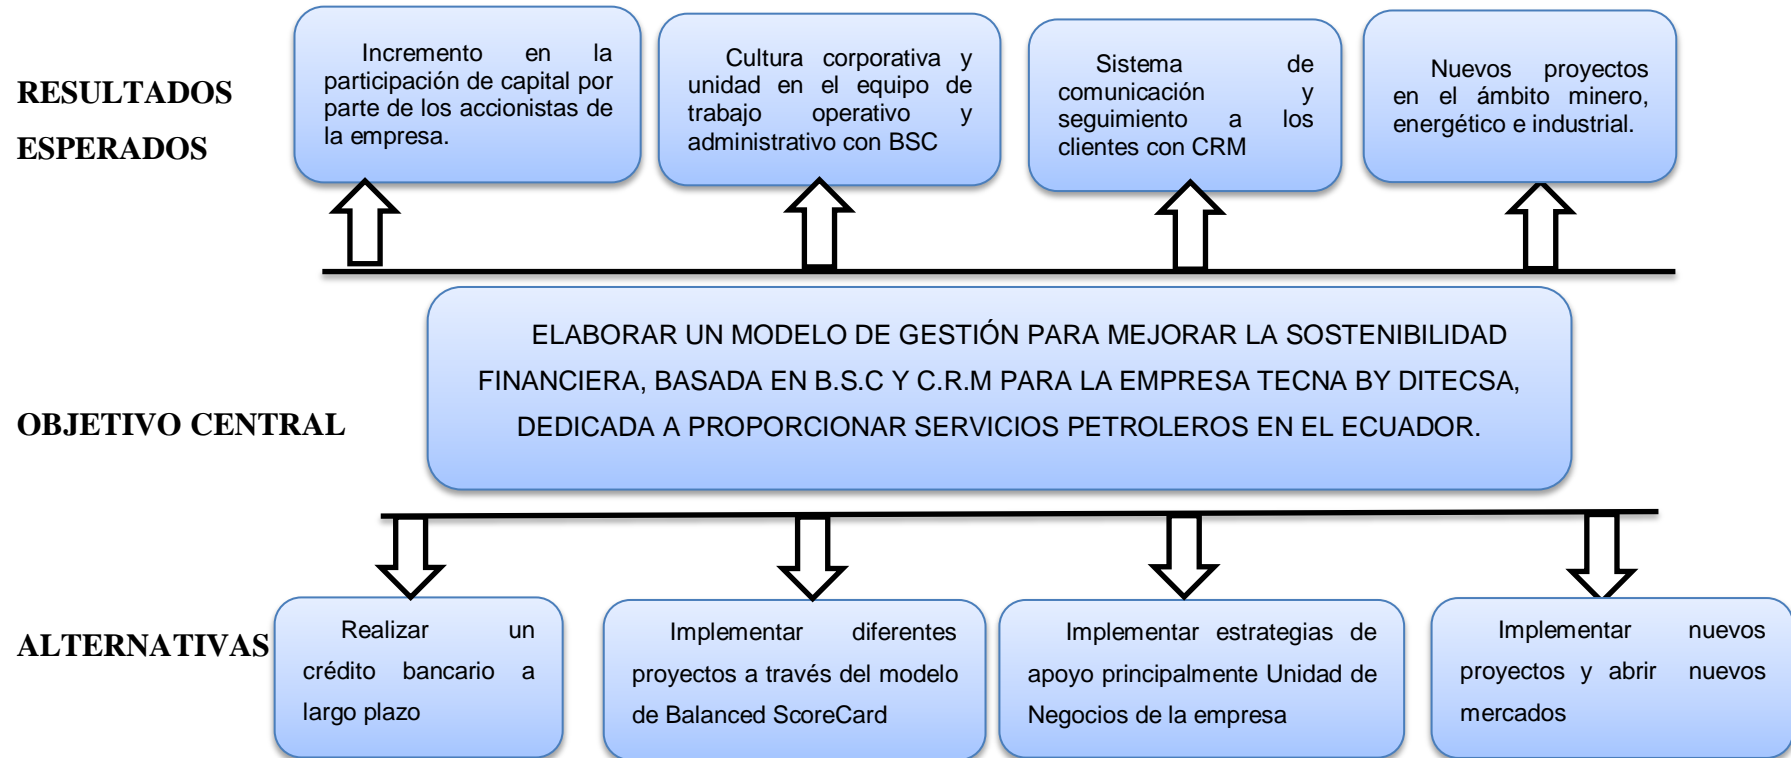 RESULTADOS
ESPERADOS
Incremento en la
participación de capital por
parte de los accionistas de
la empresa.
Cultura corporativa y
unidad en el equipo de
trabajo operativo y
administrativo con BSC
Sistema de
comunicación y
seguimiento a los
clientes con CRM
Nuevos proyectos
en el ámbito minero,
energético e industrial.
OBJETIVO CENTRAL
ELABORAR UN MODELO DE GESTIÓN PARA MEJORAR LA SOSTENIBILIDAD
FINANCIERA, BASADA EN B.S.C Y C.R.M PARA LA EMPRESA TECNA BY DITECSA,
DEDICADA A PROPORCIONAR SERVICIOS PETROLEROS EN EL ECUADOR.
ALTERNATIVAS
Realizar un
crédito bancario a
largo plazo
Implementar diferentes
proyectos a través del modelo
de Balanced ScoreCard
Implementar estrategias de
apoyo principalmente Unidad de
Negocios de la empresa
Implementar nuevos
proyectos y abrir nuevos
mercados